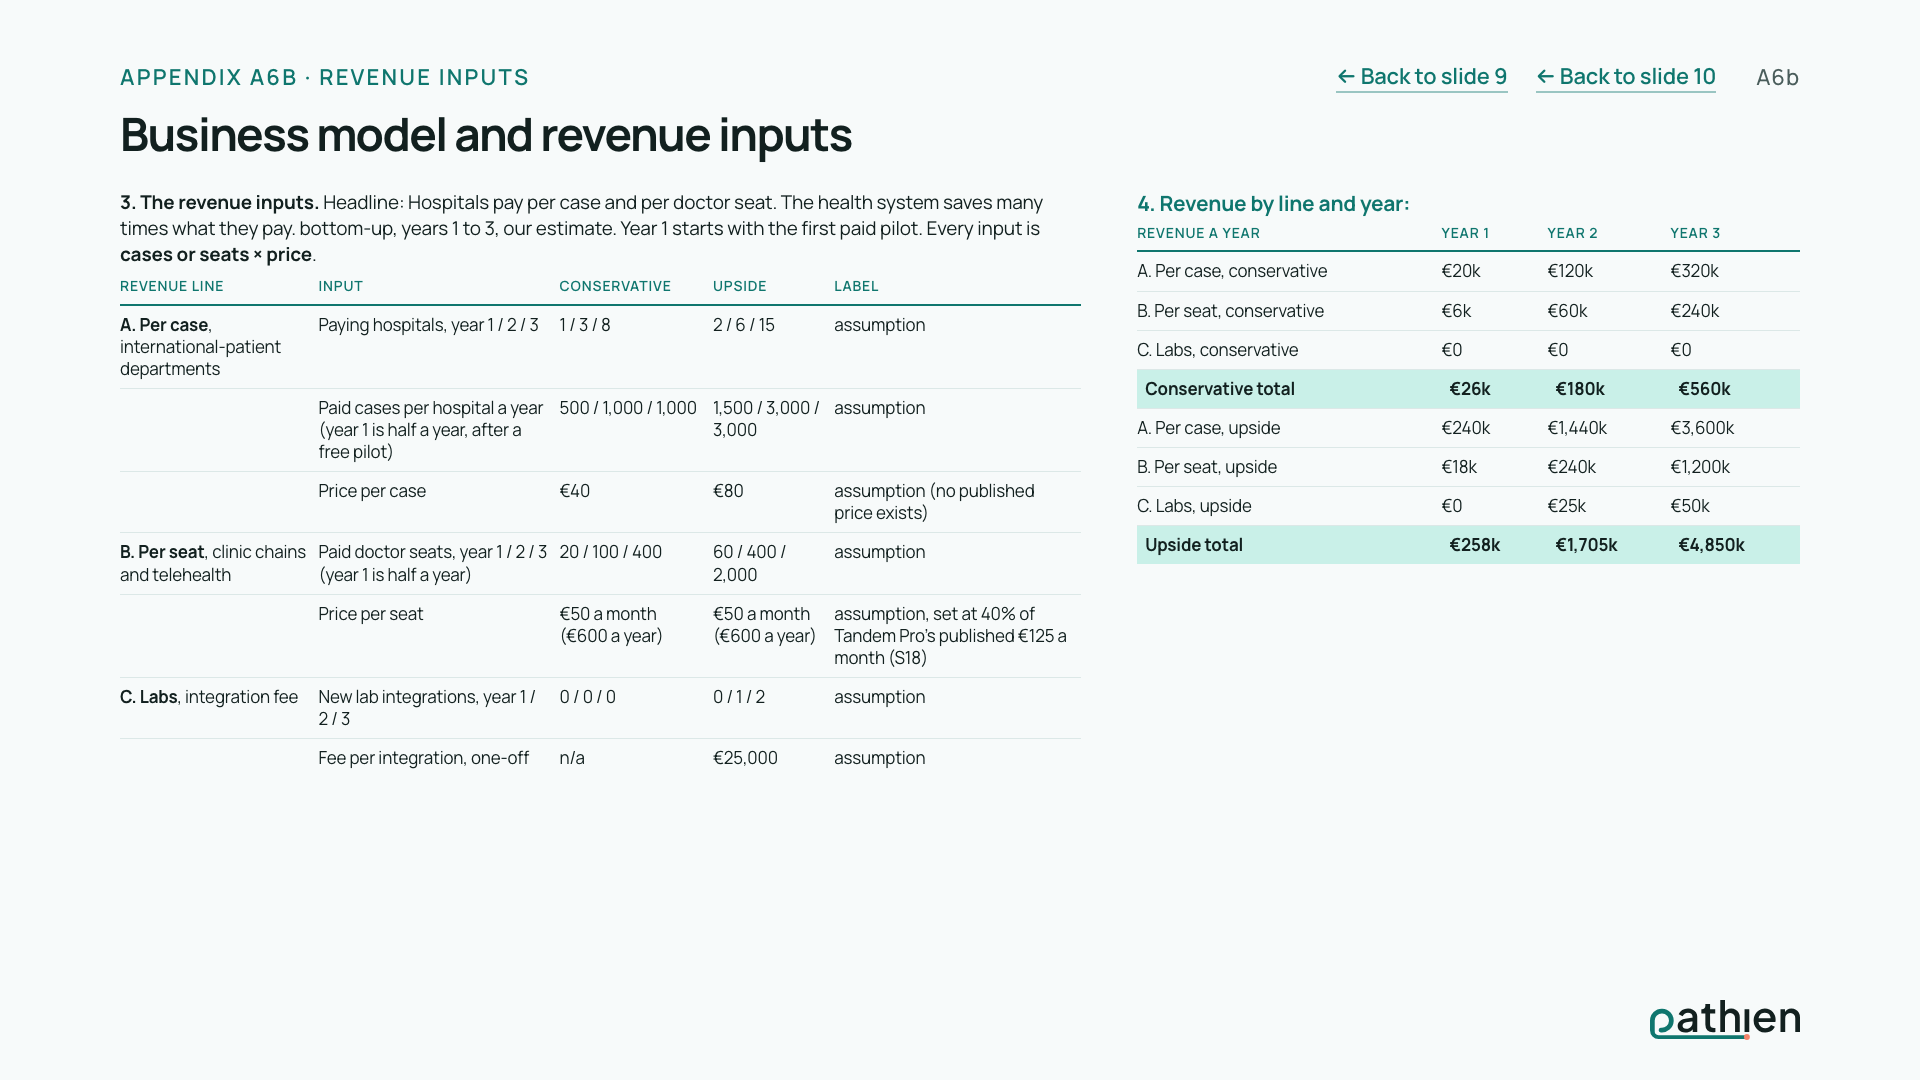 APPENDIX A6B · REVENUE INPUTS
← Back to slide 9
← Back to slide 10
A6b
Business model and revenue inputs
3. The revenue inputs. Headline: Hospitals pay per case and per doctor seat. The health system saves many
times what they pay. bottom-up, years 1 to 3, our estimate. Year 1 starts with the first paid pilot. Every input is
cases or seats × price.
REVENUE LINE INPUT CONSERVATIVE UPSIDE LABEL
A. Per case, Paying hospitals, year 1 / 2 / 3 1 / 3 / 8 2 / 6 / 15 assumption
international-patient
departments
Paid cases per hospital a year 500 / 1,000 / 1,000 1,500 / 3,000 / assumption
(year 1 is half a year, after a 3,000
free pilot)
Price per case €40 €80 assumption (no published
price exists)
B. Per seat, clinic chains Paid doctor seats, year 1 / 2 / 3 20 / 100 / 400 60 / 400 / assumption
and telehealth (year 1 is half a year) 2,000
Price per seat €50 a month €50 a month assumption, set at 40% of
(€600 a year) (€600 a year) Tandem Pro's published €125 a
month (S18)
C. Labs, integration fee New lab integrations, year 1 / 0 / 0 / 0 0 / 1 / 2 assumption
2 / 3
Fee per integration, one-off n/a €25,000 assumption
4. Revenue by line and year:
REVENUE A YEAR YEAR 1 YEAR 2 YEAR 3
A. Per case, conservative €20k €120k €320k
B. Per seat, conservative €6k €60k €240k
C. Labs, conservative €0 €0 €0
Conservative total €26k €180k €560k
A. Per case, upside €240k €1,440k €3,600k
B. Per seat, upside €18k €240k €1,200k
C. Labs, upside €0 €25k €50k
Upside total €258k €1,705k €4,850k
pathien